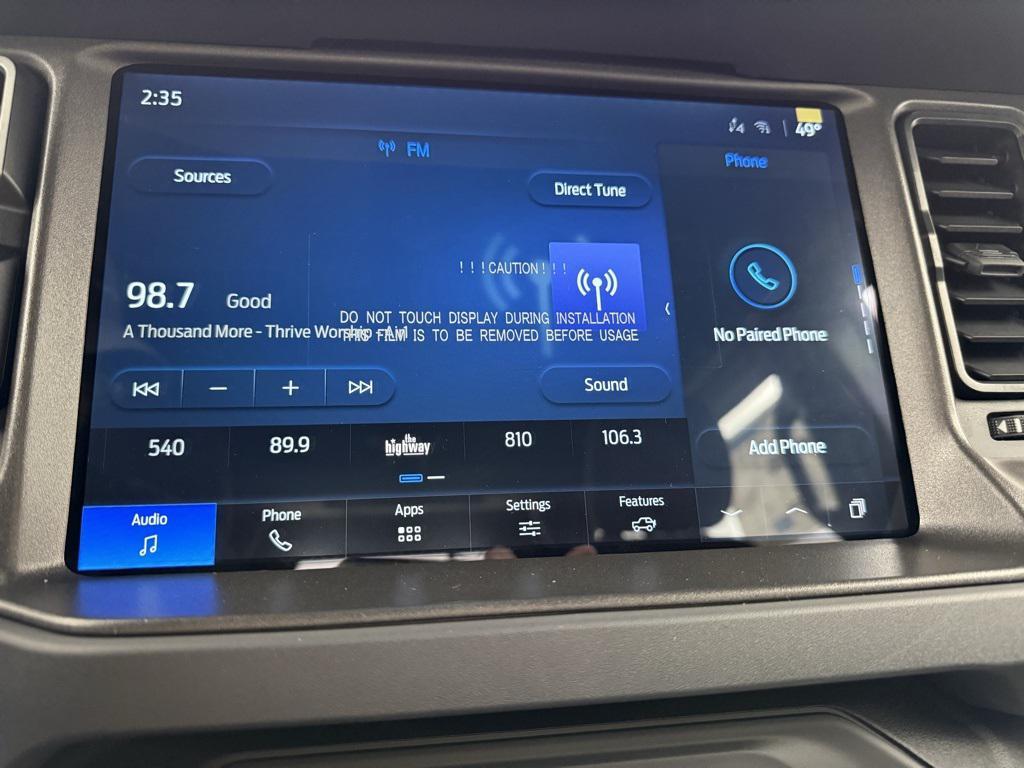 2:35
49°
FM
Phone
Sources
Direct Tune
! ! ! CAUTION ! ! !
98.7
Good
DO NOT TOUCH DISPLAY DURING INSTALLATION
A Thousand More - Thrive Worship - Air1
THIS FILM IS TO BE REMOVED BEFORE USAGE
No Paired Phone
Sound
540
89.9
the highway
810
106.3
Add Phone
Audio
Phone
Apps
Settings
Features